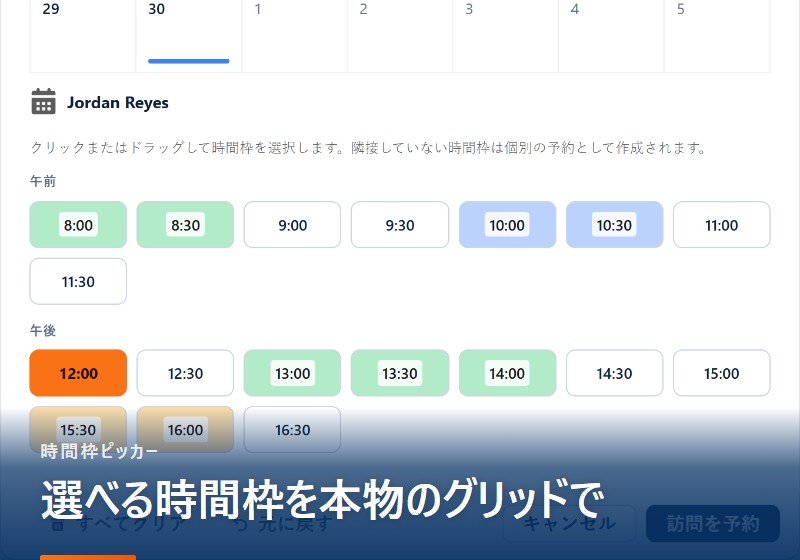 29 30 1 2 3 4 5
Jordan Reyes
クリックまたはドラッグして時間枠を選択します。隣接していない時間枠は個別の予約として作成されます。
午前
8:00 8:30 9:00 9:30 10:00 10:30 11:00
11:30
午後
12:00 12:30 13:00 13:30 14:00 14:30 15:00
15:30 16:00 16:30
時間枠ピッカー
選べる時間枠を本物のグリッドで
すべてクリア 元に戻す キャンセル 訪問を予約